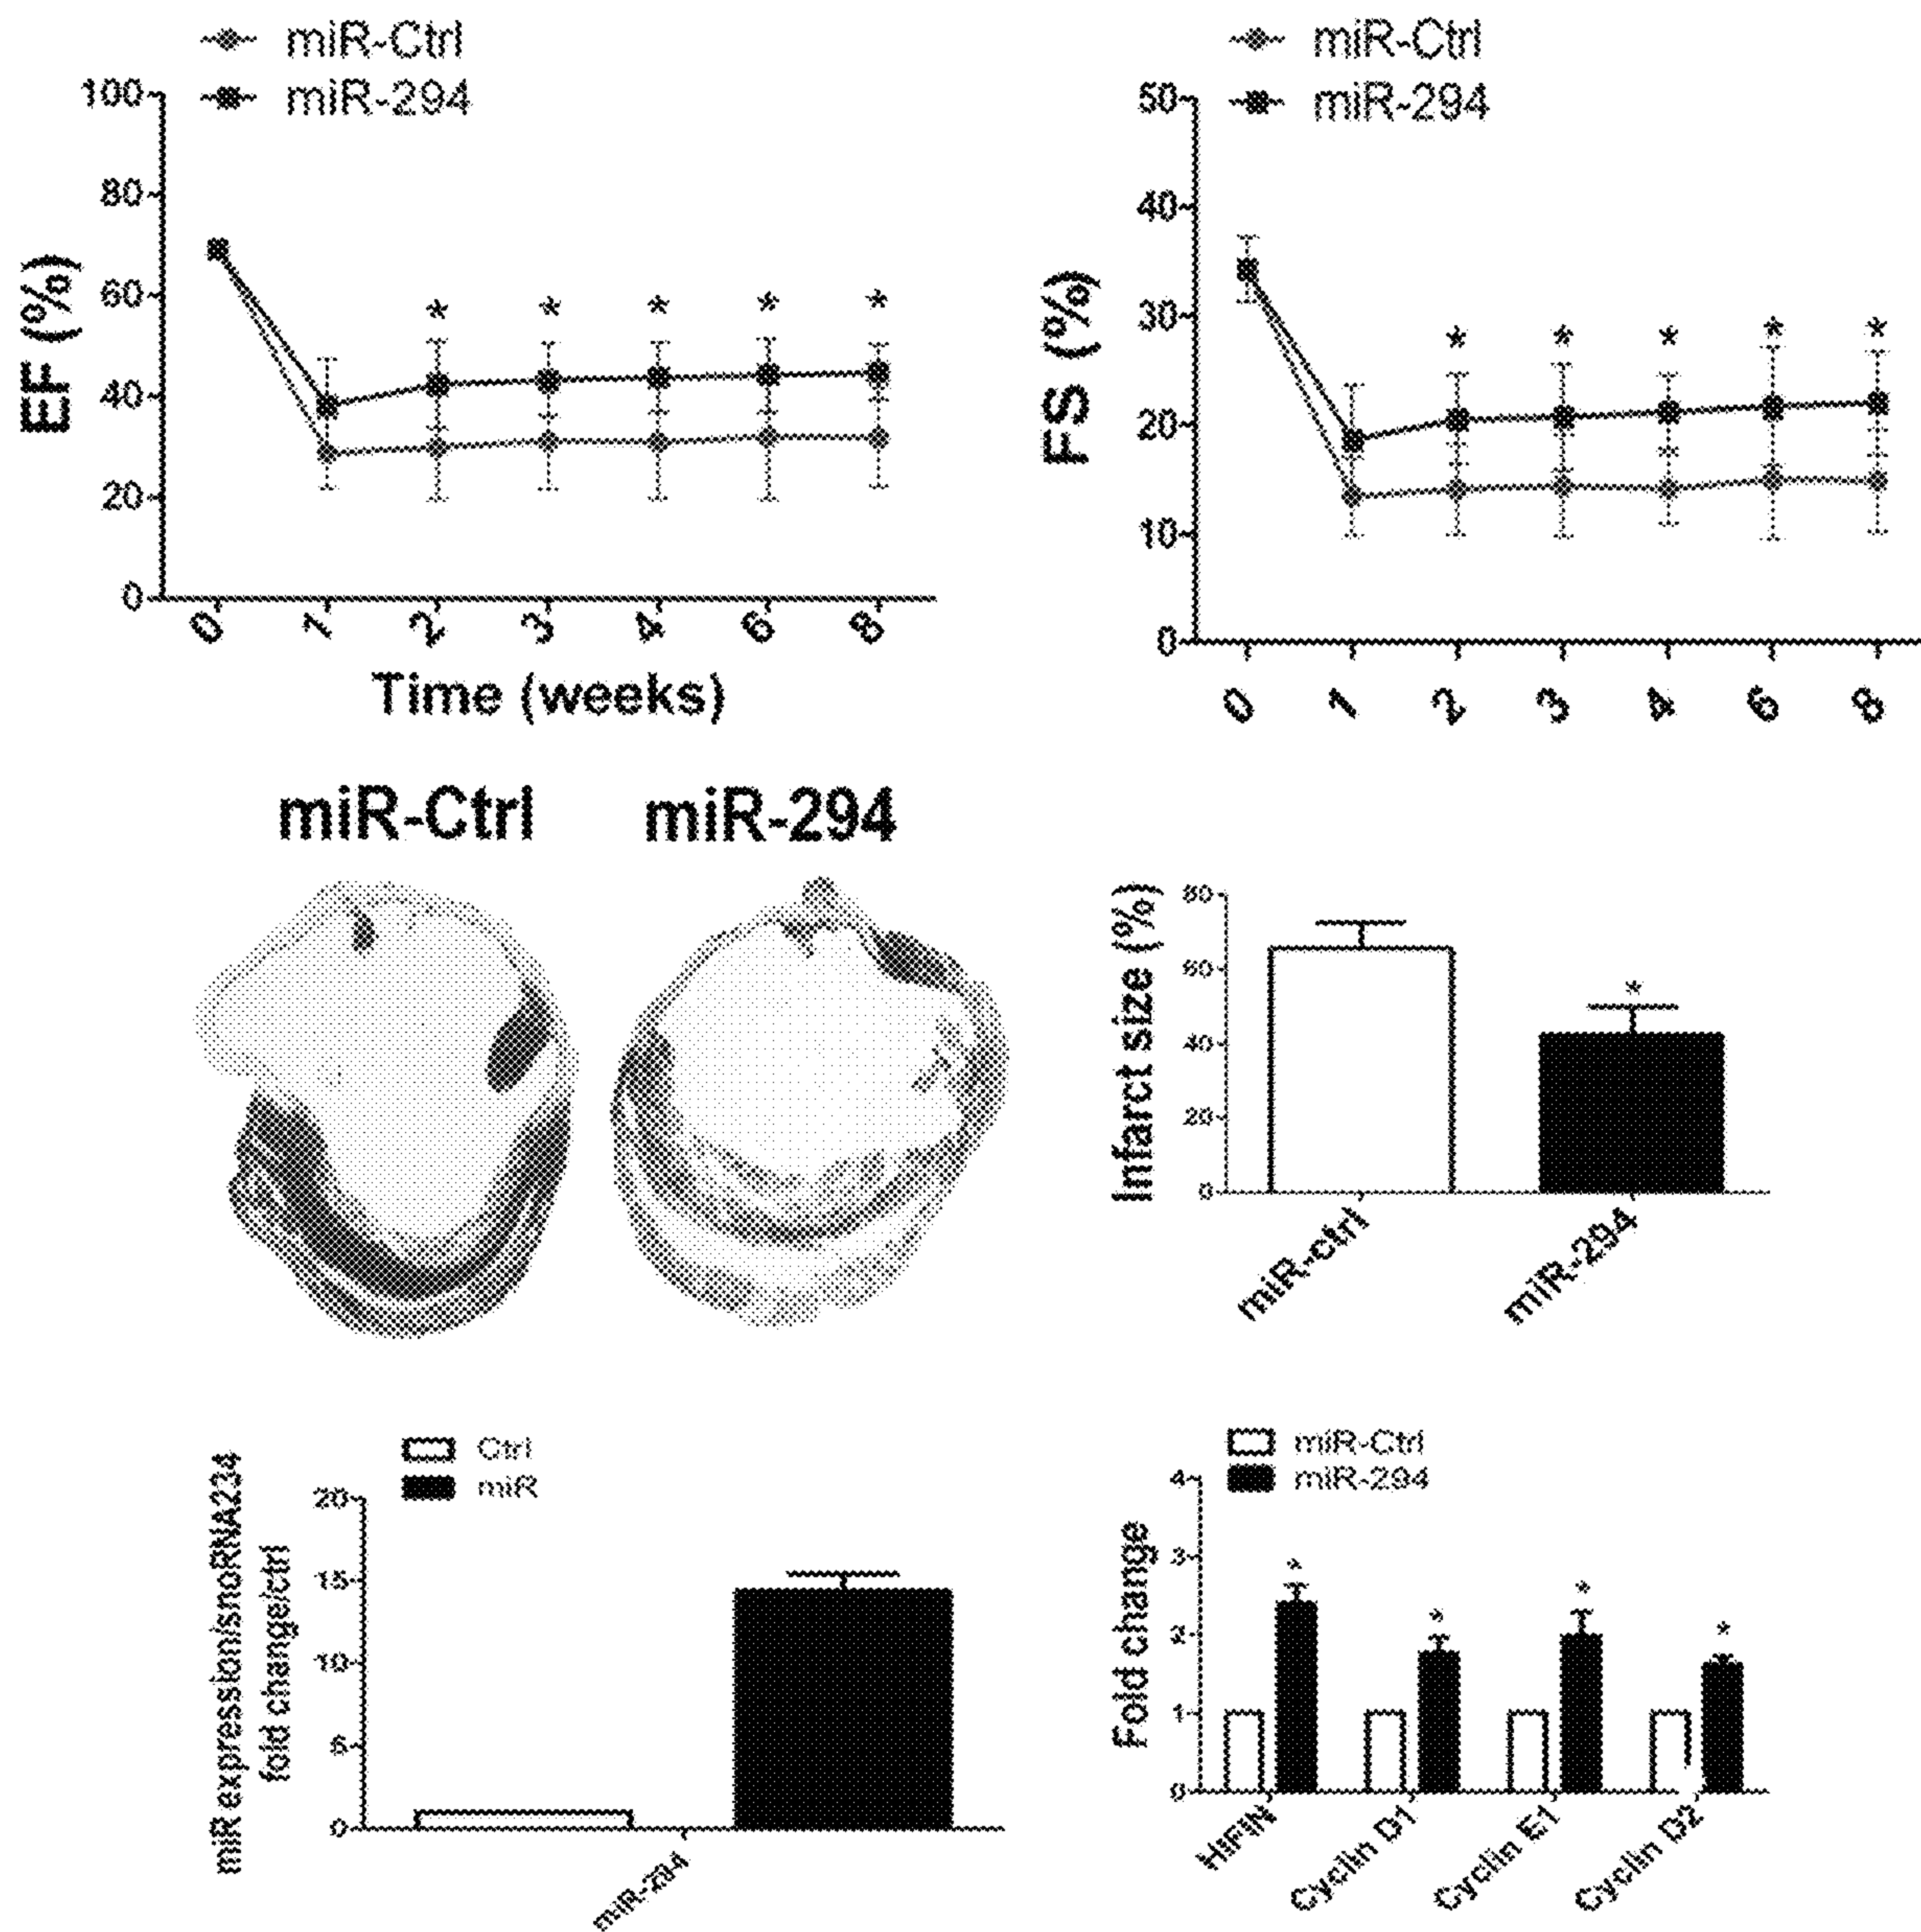 miR-Ctrl
miR-294
100
80
60
40
20
0
EF (%)
0 1 2 3 4 6 8
Time (weeks)
* * * * *
miR-Ctrl
miR-294
50
40
30
20
10
0
FS (%)
0 1 2 3 4 6 8
* * * * *
miR-Ctrl miR-294
Infarct size (%)
80
60
40
20
0
*
miR-ctrl
miR-294
Ctrl
miR
miR expression/snoRNA234
fold change/ctrl
20
15
10
5
0
miR-294
miR-Ctrl
miR-294
Fold change
4
3
2
1
0
* * * *
Cyclin D1
Cyclin E1
Cyclin D2